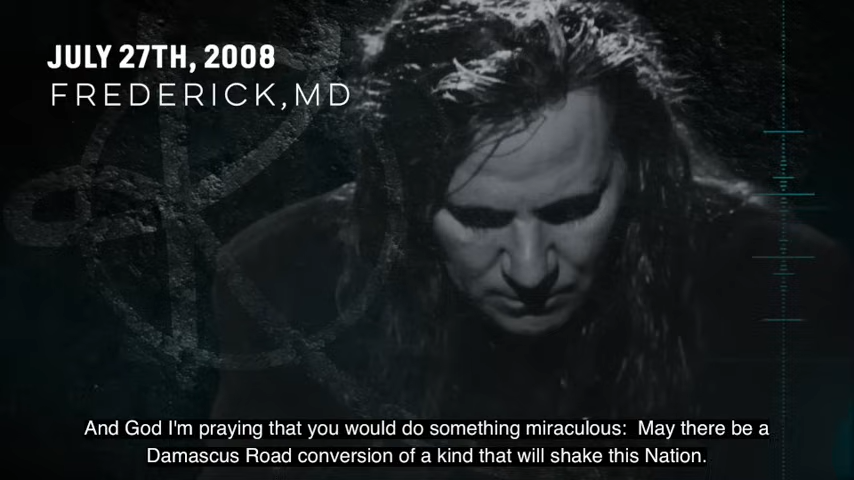 JULY 27TH, 2008
FREDERICK,MD
And God I'm praying that you would do something miraculous:  May there be a
Damascus Road conversion of a kind that will shake this Nation.